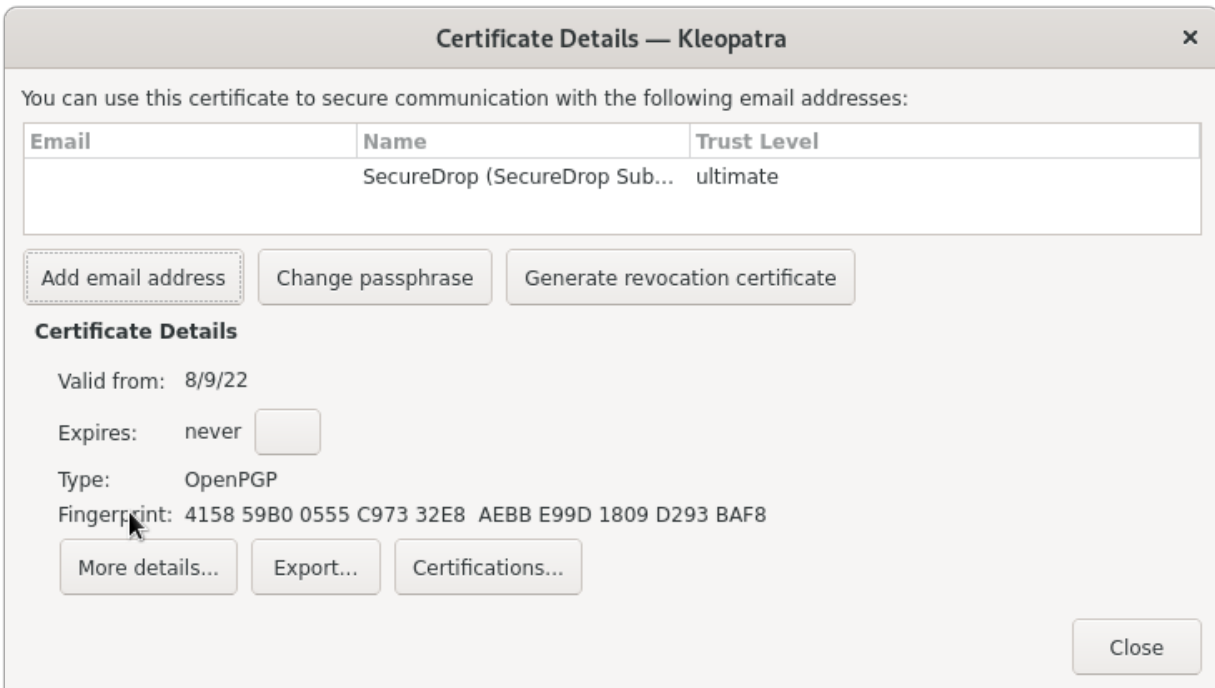 Certificate Details — Kleopatra
You can use this certificate to secure communication with the following email addresses:
Email Name Trust Level
SecureDrop (SecureDrop Sub... ultimate
Add email address Change passphrase Generate revocation certificate
Certificate Details
Valid from: 8/9/22
Expires: never
Type: OpenPGP
Fingerprint: 4158 59B0 0555 C973 32E8  AEBB E99D 1809 D293 BAF8
More details... Export... Certifications...
Close